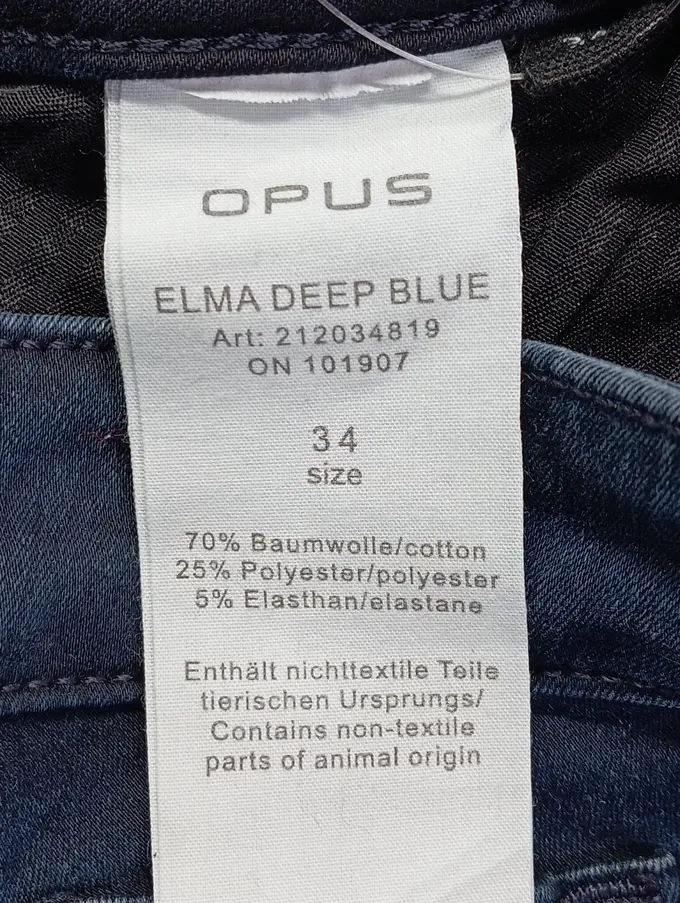 OPUS
ELMA DEEP BLUE
Art: 212034819
ON 101907
34
size
70% Baumwolle/cotton
25% Polyester/polyester
5% Elasthan/elastane
Enthält nichttextile Teile
tierischen Ursprungs/
Contains non-textile
parts of animal origin